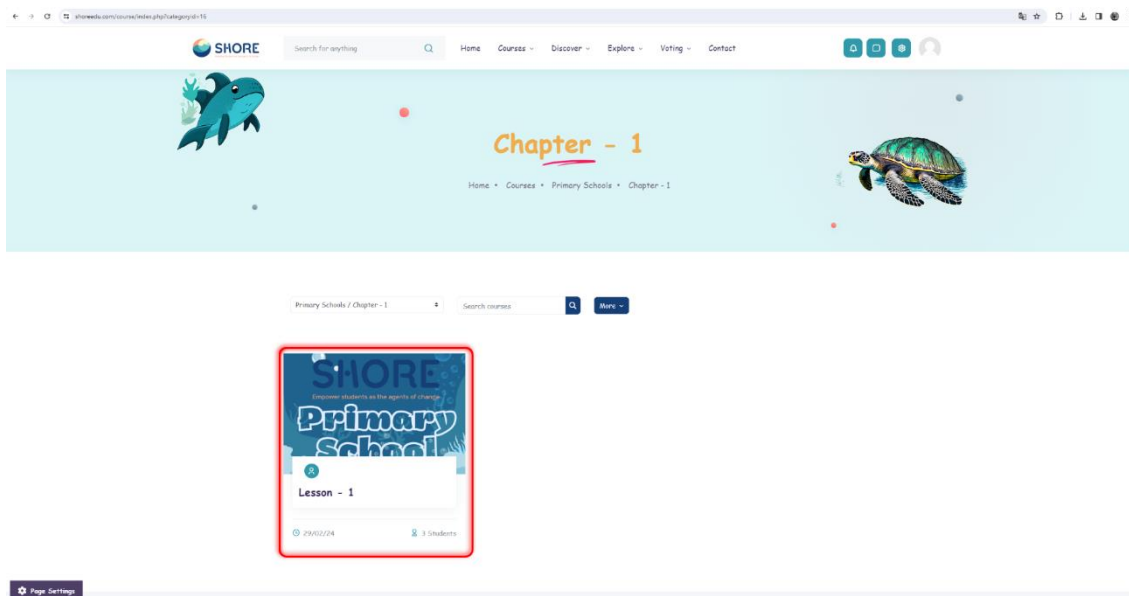 shoreedu.com/course/index.php?categoryid=16
SHORE
Search for anything
Home Courses Discover Explore Voting Contact
Chapter - 1
Home • Courses • Primary Schools • Chapter - 1
Primary Schools / Chapter - 1
Search courses
More
SHORE
Empower students as the agents of change
Primary
School
Lesson - 1
29/02/24
3 Students
Page Settings